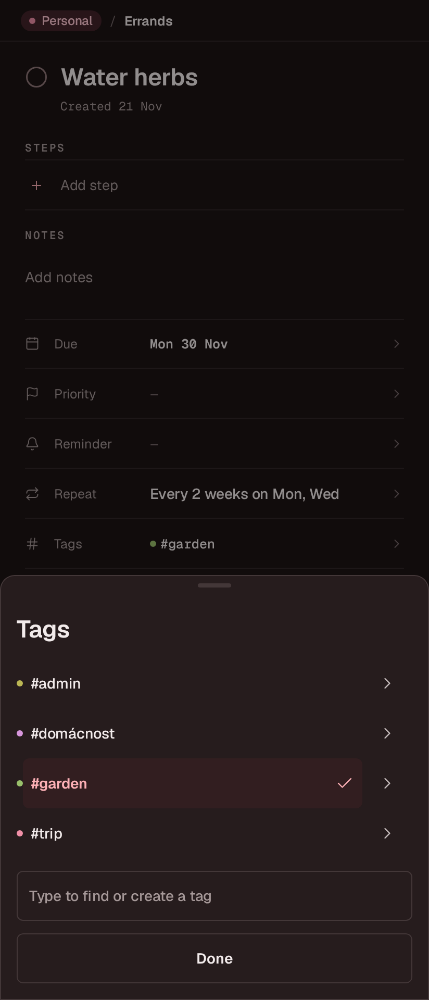 Personal / Errands
Water herbs
Created 21 Nov
STEPS
+ Add step
NOTES
Add notes
Due Mon 30 Nov
Priority –
Reminder –
Repeat Every 2 weeks on Mon, Wed
Tags #garden
Tags
#admin
#domácnost
#garden
#trip
Type to find or create a tag
Done